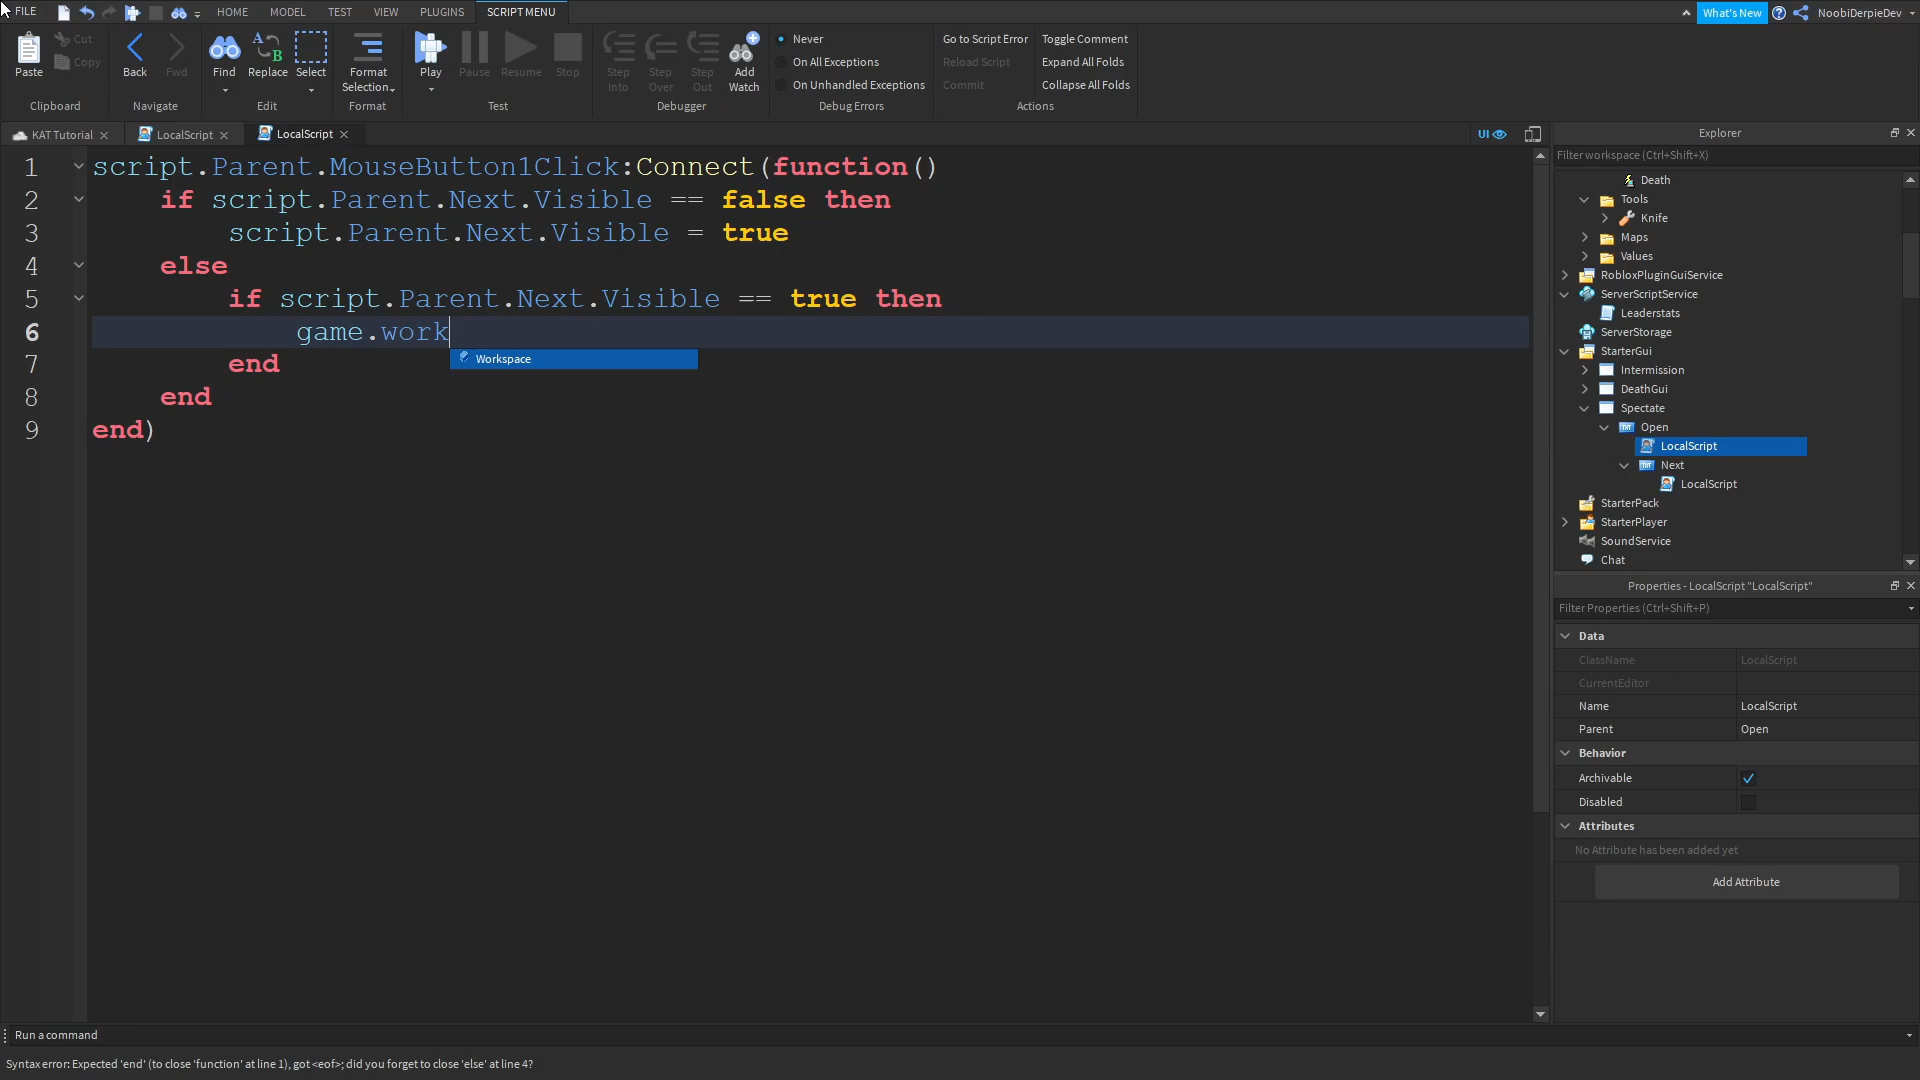 FILE HOME MODEL TEST VIEW PLUGINS SCRIPT MENU What's New NoobiDerpieDev
Paste Cut Copy Clipboard
Back Fwd Navigate
Find Replace Select Edit
Format Selection Format
Play Pause Resume Stop Test
Step Into Step Over Step Out Add Watch Debugger
Never
On All Exceptions
On Unhandled Exceptions
Debug Errors
Go to Script Error Toggle Comment
Reload Script Expand All Folds
Commit Collapse All Folds
Actions
KAT Tutorial LocalScript LocalScript UI
1 script.Parent.MouseButton1Click:Connect(function()
2 if script.Parent.Next.Visible == false then
3 script.Parent.Next.Visible = true
4 else
5 if script.Parent.Next.Visible == true then
6 game.work
Workspace
7 end
8 end
9 end)
Explorer
Filter workspace (Ctrl+Shift+X)
Death
Tools
Knife
Maps
Values
RobloxPluginGuiService
ServerScriptService
Leaderstats
ServerStorage
StarterGui
Intermission
DeathGui
Spectate
Open
LocalScript
Next
LocalScript
StarterPack
StarterPlayer
SoundService
Chat
Properties - LocalScript "LocalScript"
Filter Properties (Ctrl+Shift+P)
Data
ClassName LocalScript
CurrentEditor
Name LocalScript
Parent Open
Behavior
Archivable
Disabled
Attributes
No Attribute has been added yet
Add Attribute
Run a command
Syntax error: Expected 'end' (to close 'function' at line 1), got <eof>; did you forget to close 'else' at line 4?